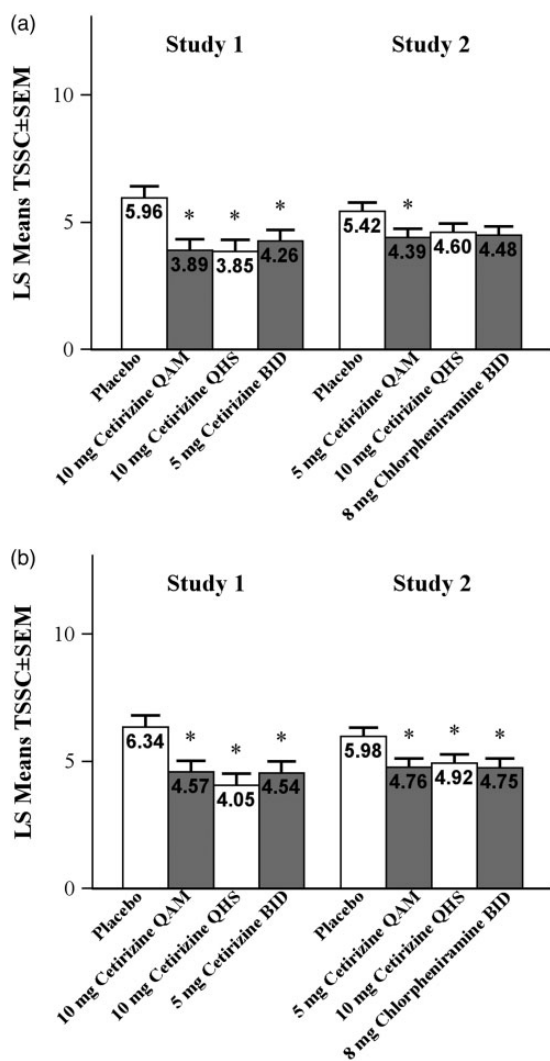 (a)
Study 1
Study 2
LS Means TSSC±SEM
10
5
0
5.96
3.89
3.85
4.26
5.42
4.39
4.60
4.48
*
*
*
*
Placebo
10 mg Cetirizine QAM
10 mg Cetirizine QHS
5 mg Cetirizine BID
Placebo
5 mg Cetirizine QAM
10 mg Cetirizine QHS
8 mg Chlorpheniramine BID
(b)
Study 1
Study 2
LS Means TSSC±SEM
10
5
0
6.34
4.57
4.05
4.54
5.98
4.76
4.92
4.75
*
*
*
*
*
*
Placebo
10 mg Cetirizine QAM
10 mg Cetirizine QHS
5 mg Cetirizine BID
Placebo
5 mg Cetirizine QAM
10 mg Cetirizine QHS
8 mg Chlorpheniramine BID